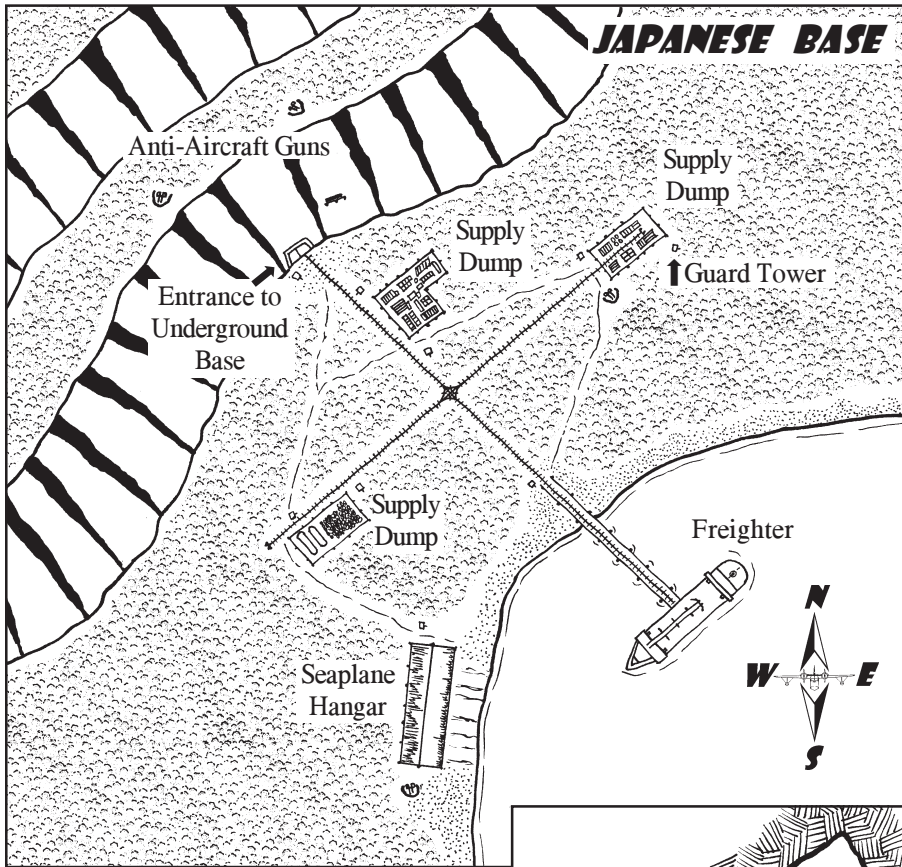 JAPANESE BASE
Anti-Aircraft Guns
Supply
Dump
Supply
Dump
Guard Tower
Entrance to
Underground
Base
Supply
Dump
Freighter
Seaplane
Hangar
N
W E
S